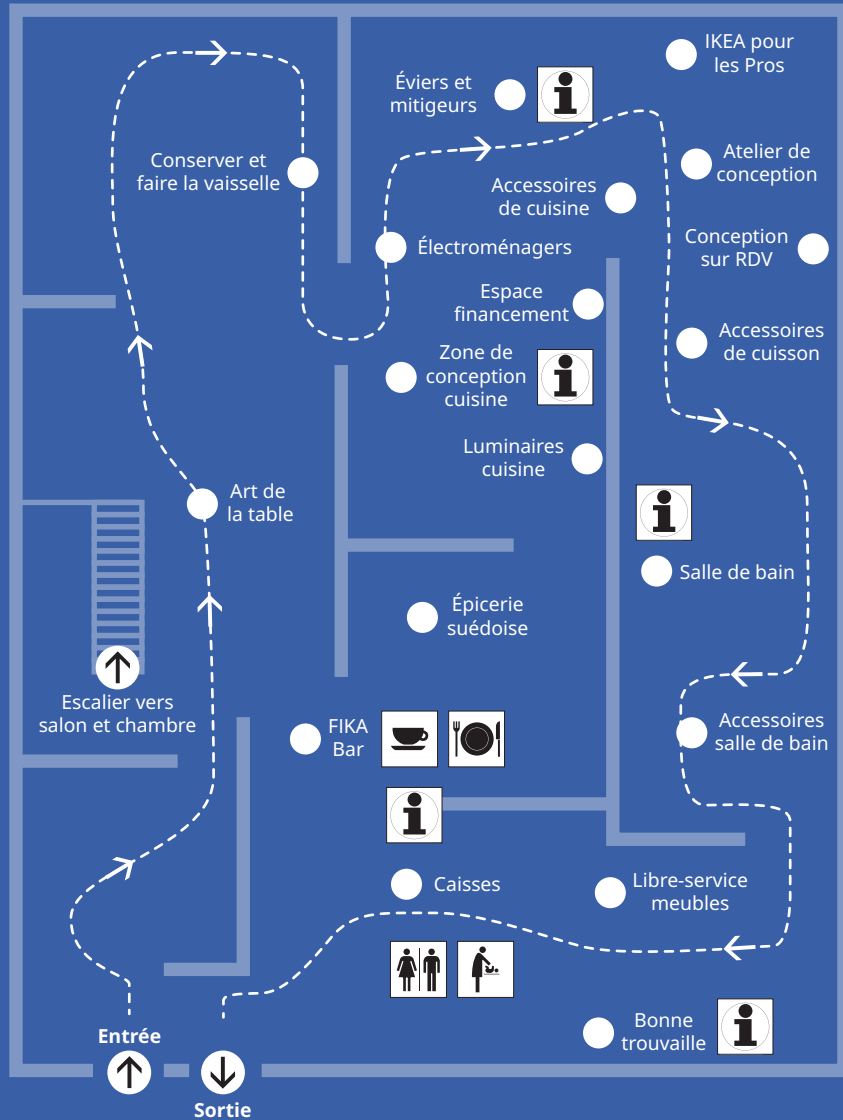 IKEA pour
les Pros
Éviers et
mitigeurs
Conserver et
faire la vaisselle
Atelier de
conception
Accessoires
de cuisine
Conception
sur RDV
Électroménagers
Espace
financement
Accessoires
de cuisson
Zone de
conception
cuisine
Luminaires
cuisine
Art de
la table
Salle de bain
Épicerie
suédoise
Escalier vers
salon et chambre
FIKA
Bar
Accessoires
salle de bain
Caisses
Libre-service
meubles
Bonne
trouvaille
Entrée
Sortie